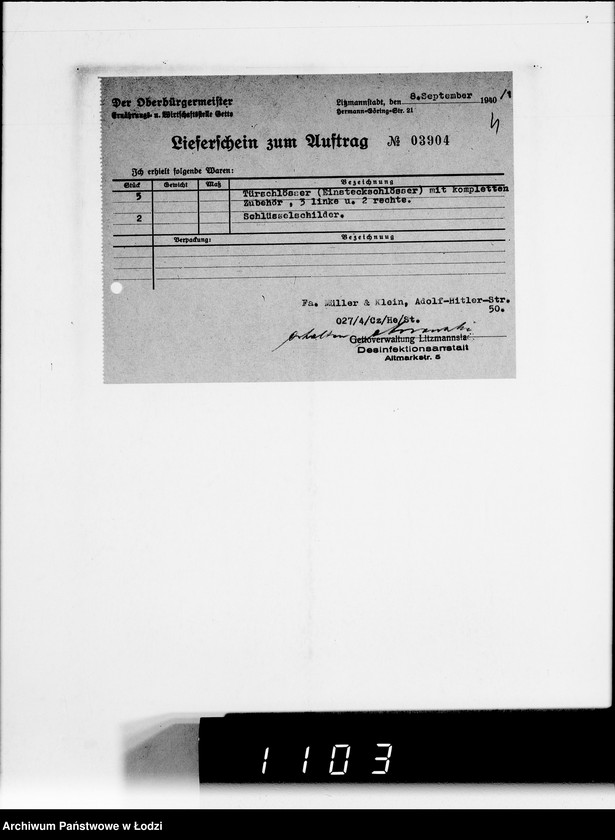 Der Oberbürgermeister
Ernährungs- u. Wirtschaftsstelle Getto
Litzmannstadt, den 8.September 1940
Hermann-Göring-Str. 21
Lieferschein zum Auftrag № 03904
Ich erhielt folgende Waren:
Stück Gewicht Maß Bezeichnung
5 Türschlösser (Einsteckschlösser) mit kompletten
Zubehör , 3 linke u. 2 rechte.
2 Schlüsselschilder.
Verpackung: Bezeichnung
Fa. Müller & Klein, Adolf-Hitler-Str.
50.
027/4/Cz/He/St.
Erhalten
Gettoverwaltung Litzmannstadt
Desinfektionsanstalt
Altmarkstr. 5
1103
Archiwum Państwowe w Łodzi